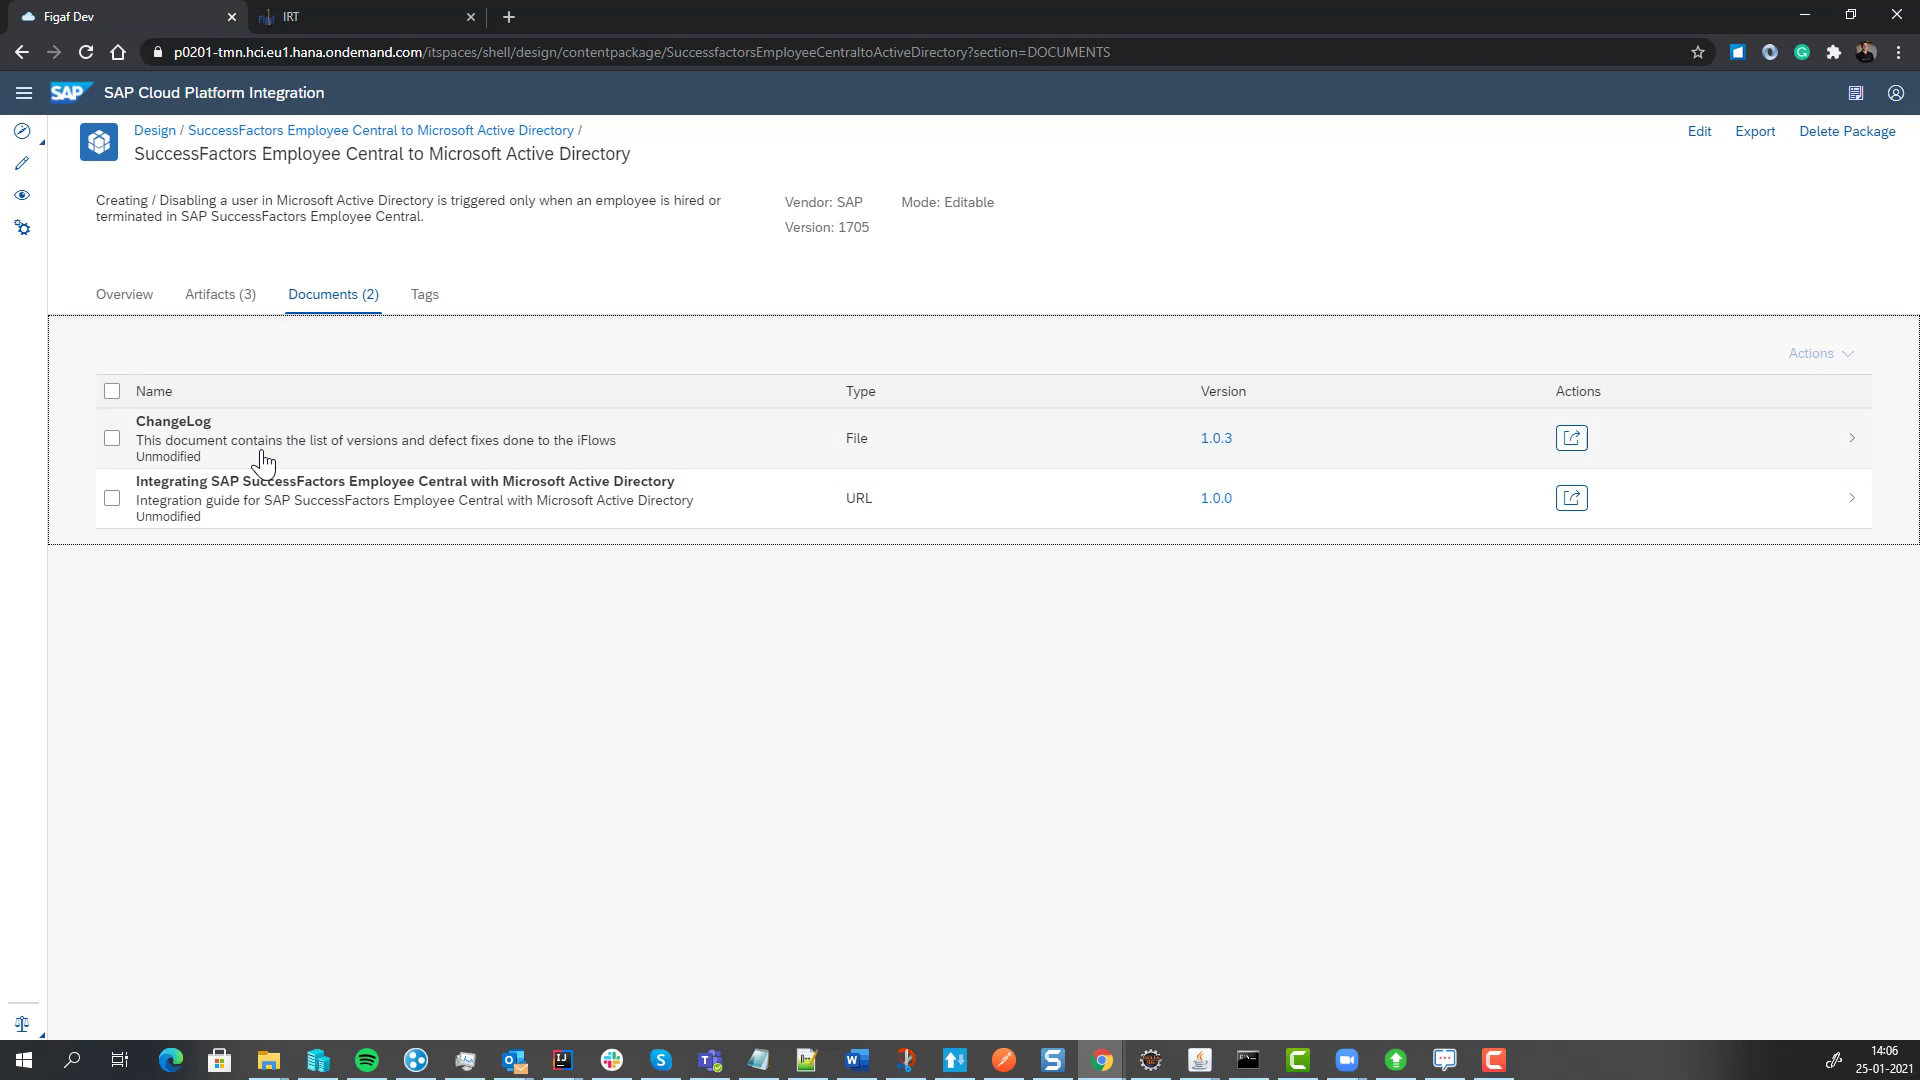 Figaf Dev
IRT
p0201-tmn.hci.eu1.hana.ondemand.com/itspaces/shell/design/contentpackage/SuccessfactorsEmployeeCentraltoActiveDirectory?section=DOCUMENTS
SAP SAP Cloud Platform Integration
Design / SuccessFactors Employee Central to Microsoft Active Directory /
Edit Export Delete Package
SuccessFactors Employee Central to Microsoft Active Directory
Creating / Disabling a user in Microsoft Active Directory is triggered only when an employee is hired or
terminated in SAP SuccessFactors Employee Central.
Vendor: SAP Mode: Editable
Version: 1705
Overview Artifacts (3) Documents (2) Tags
Actions
Name Type Version Actions
ChangeLog
This document contains the list of versions and defect fixes done to the iFlows
Unmodified
File 1.0.3
Integrating SAP SuccessFactors Employee Central with Microsoft Active Directory
Integration guide for SAP SuccessFactors Employee Central with Microsoft Active Directory
Unmodified
URL 1.0.0
14:06
25-01-2021